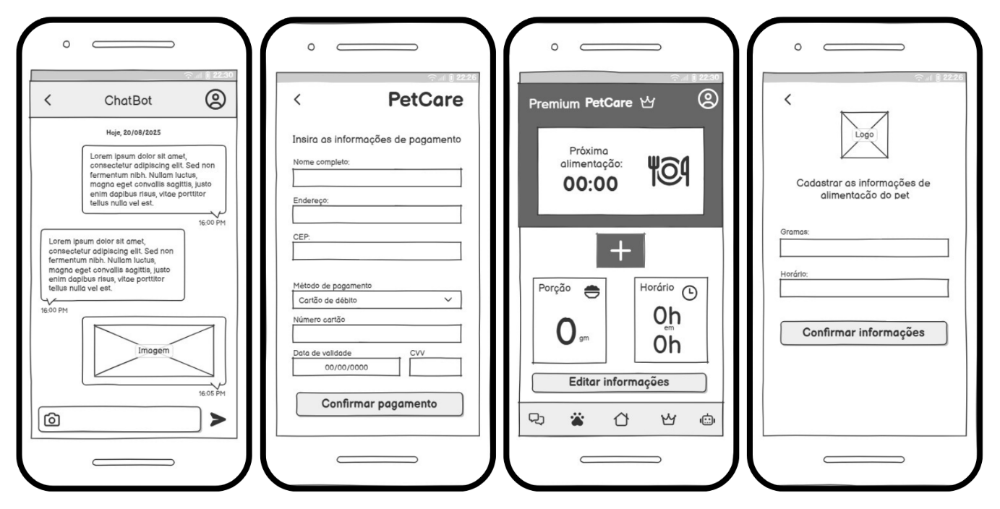 22:30
ChatBot
Hoje, 20/08/2025
Lorem ipsum dolor sit amet,
consectetur adipiscing elit. Sed non
fermentum nibh. Nullam luctus,
magna eget convallis sagittis, justo
enim dapibus risus, vitae porttitor
tellus nulla vel est.
16:00 PM
Lorem ipsum dolor sit amet,
consectetur adipiscing elit. Sed non
fermentum nibh. Nullam luctus,
magna eget convallis sagittis, justo
enim dapibus risus, vitae porttitor
tellus nulla vel est.
16:00 PM
Imagem
16:05 PM
22:26
PetCare
Insira as informações de pagamento
Nome completo:
Endereço:
CEP:
Método de pagamento
Cartão de débito
Número cartão
Data de validade
CVV
00/00/0000
Confirmar pagamento
22:30
Premium PetCare
Próxima
alimentação:
00:00
Porção
0 gm
Horário
0h
em
0h
Editar informações
22:26
Logo
Cadastrar as informações de
alimentação do pet
Gramas:
Horário:
Confirmar informações